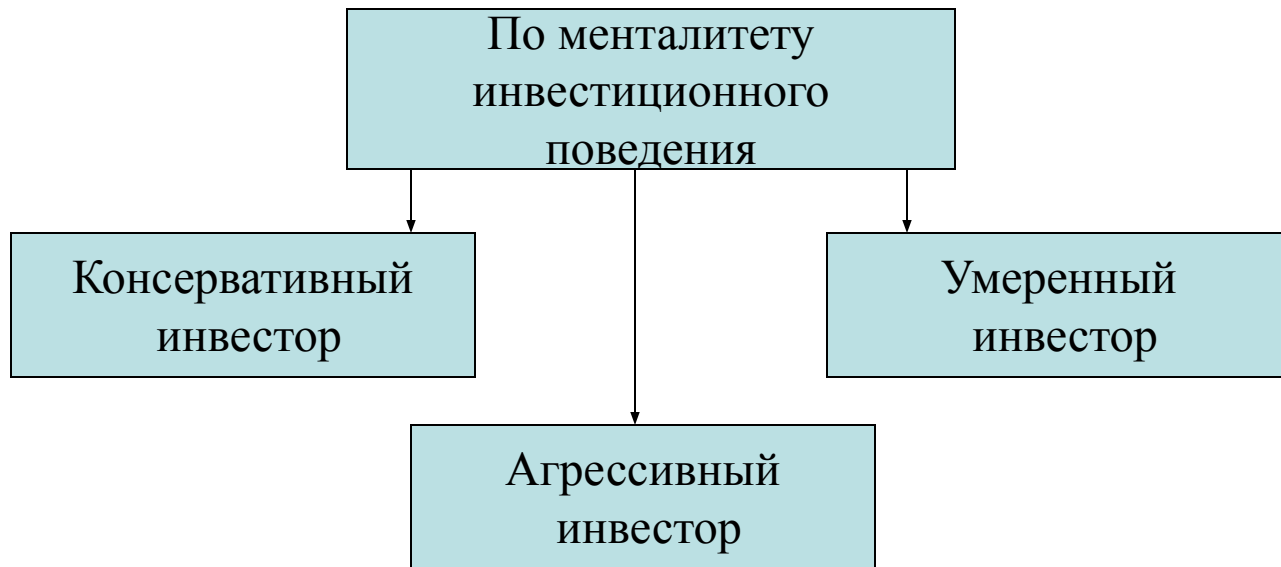 По менталитету
инвестиционного
поведения
Консервативный
инвестор
Умеренный
инвестор
Агрессивный
инвестор